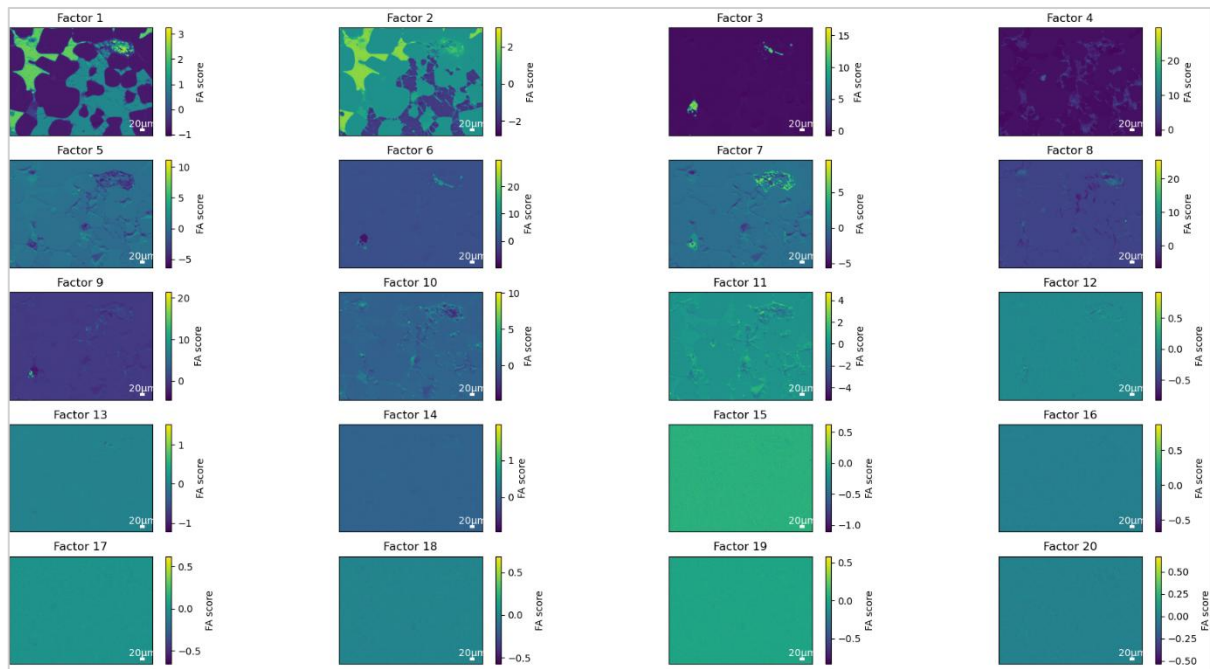 Factor 1
3
2
1
0
−1
FA score
20μm
Factor 2
2
0
−2
FA score
20μm
Factor 3
15
10
5
0
FA score
20μm
Factor 4
20
10
0
FA score
20μm
Factor 5
10
5
0
−5
FA score
20μm
Factor 6
20
10
0
FA score
20μm
Factor 7
5
0
−5
FA score
20μm
Factor 8
20
10
0
FA score
20μm
Factor 9
20
10
0
FA score
20μm
Factor 10
10
5
0
FA score
20μm
Factor 11
4
2
0
−2
−4
FA score
20μm
Factor 12
0.5
0.0
−0.5
FA score
20μm
Factor 13
1
0
−1
FA score
20μm
Factor 14
1
0
FA score
20μm
Factor 15
0.5
0.0
−0.5
−1.0
FA score
20μm
Factor 16
0.5
0.0
−0.5
FA score
20μm
Factor 17
0.5
0.0
−0.5
FA score
20μm
Factor 18
0.5
0.0
−0.5
FA score
20μm
Factor 19
0.5
0.0
−0.5
FA score
20μm
Factor 20
0.50
0.25
0.00
−0.25
−0.50
FA score
20μm